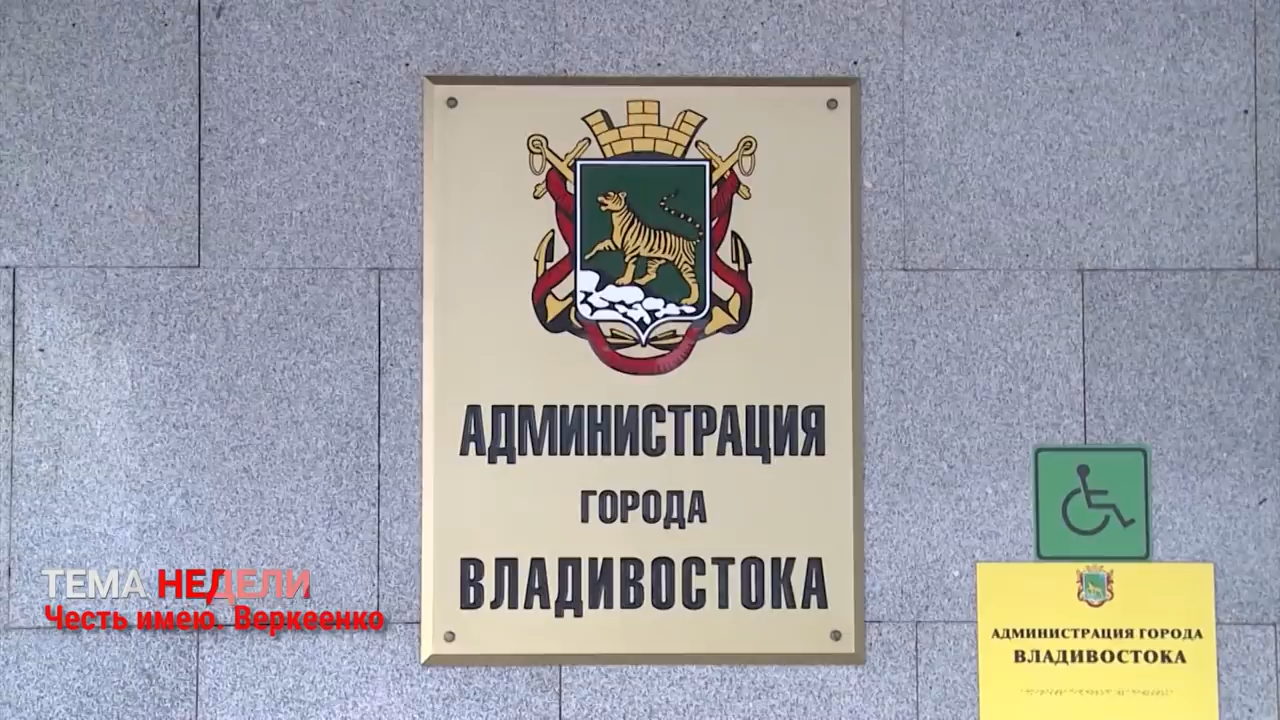 АДМИНИСТРАЦИЯ
ГОРОДА
ВЛАДИВОСТОКА
ТЕМА НЕДЕЛИ
Честь имею. Веркеенко
АДМИНИСТРАЦИЯ ГОРОДА
ВЛАДИВОСТОКА